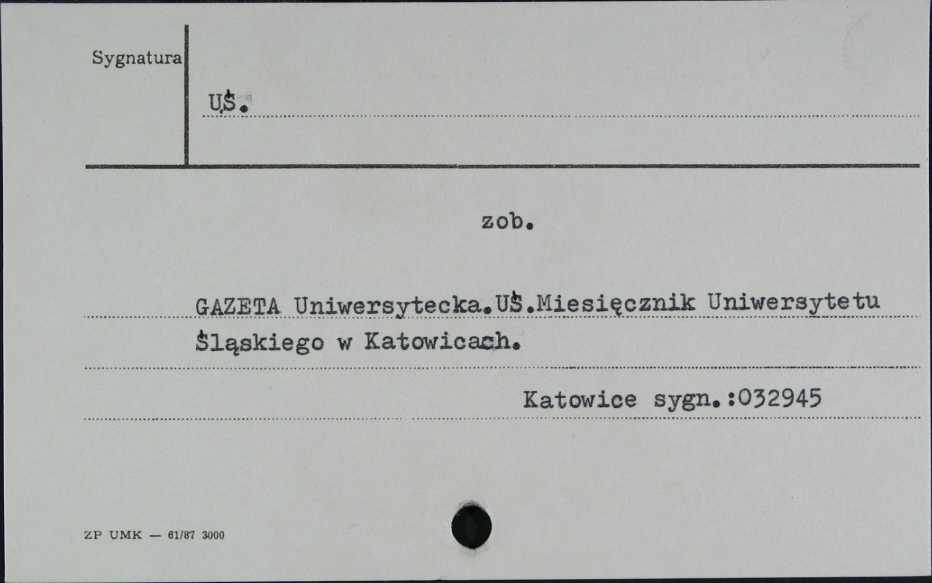 Sygnatura
UŚ.
zob.
GAZETA Uniwersytecka.UŚ.Miesięcznik Uniwersytetu
Śląskiego w Katowicach.
Katowice sygn.:032945
ZP UMK — 61/87 3000